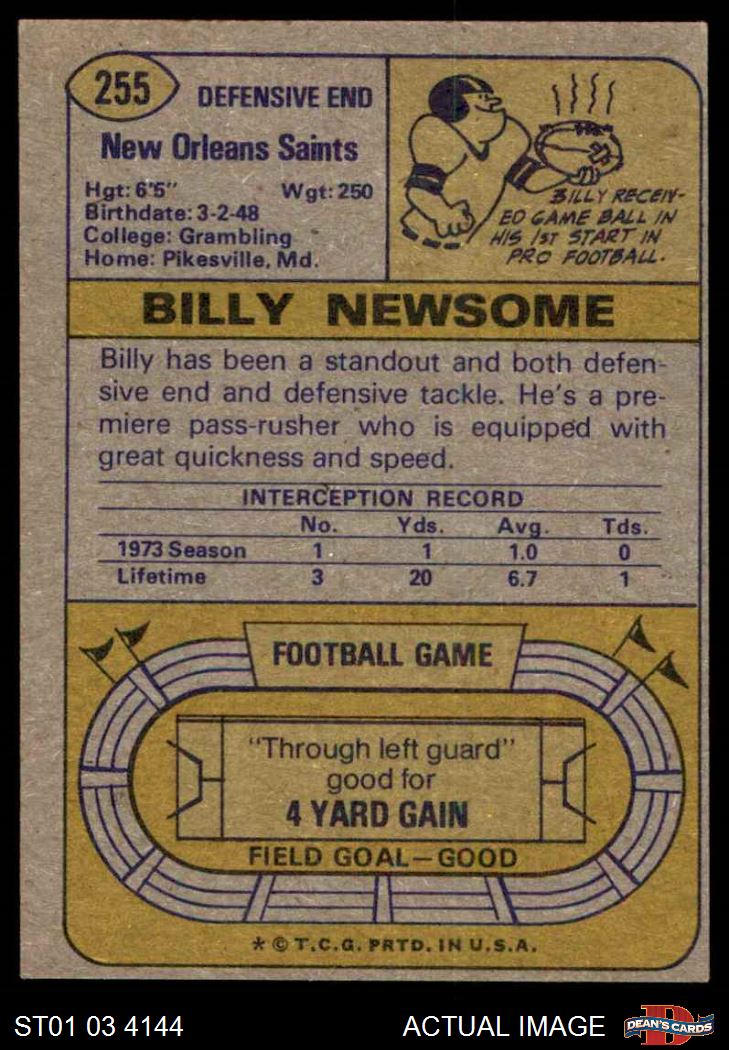 255
DEFENSIVE END
New Orleans Saints
Hgt: 6'5" Wgt: 250
Birthdate: 3-2-48
College: Grambling
Home: Pikesville, Md.
BILLY RECEIV-
ED GAME BALL IN
HIS 1ST START IN
PRO FOOTBALL.
BILLY NEWSOME
Billy has been a standout and both defen-
sive end and defensive tackle. He's a pre-
miere pass-rusher who is equipped with
great quickness and speed.
INTERCEPTION RECORD
No. Yds. Avg. Tds.
1973 Season 1 1 1.0 0
Lifetime 3 20 6.7 1
FOOTBALL GAME
"Through left guard"
good for
4 YARD GAIN
FIELD GOAL—GOOD
* © T.C.G. PRTD. IN U.S.A.
ST01 03 4144 ACTUAL IMAGE
D
DEAN'S CARDS